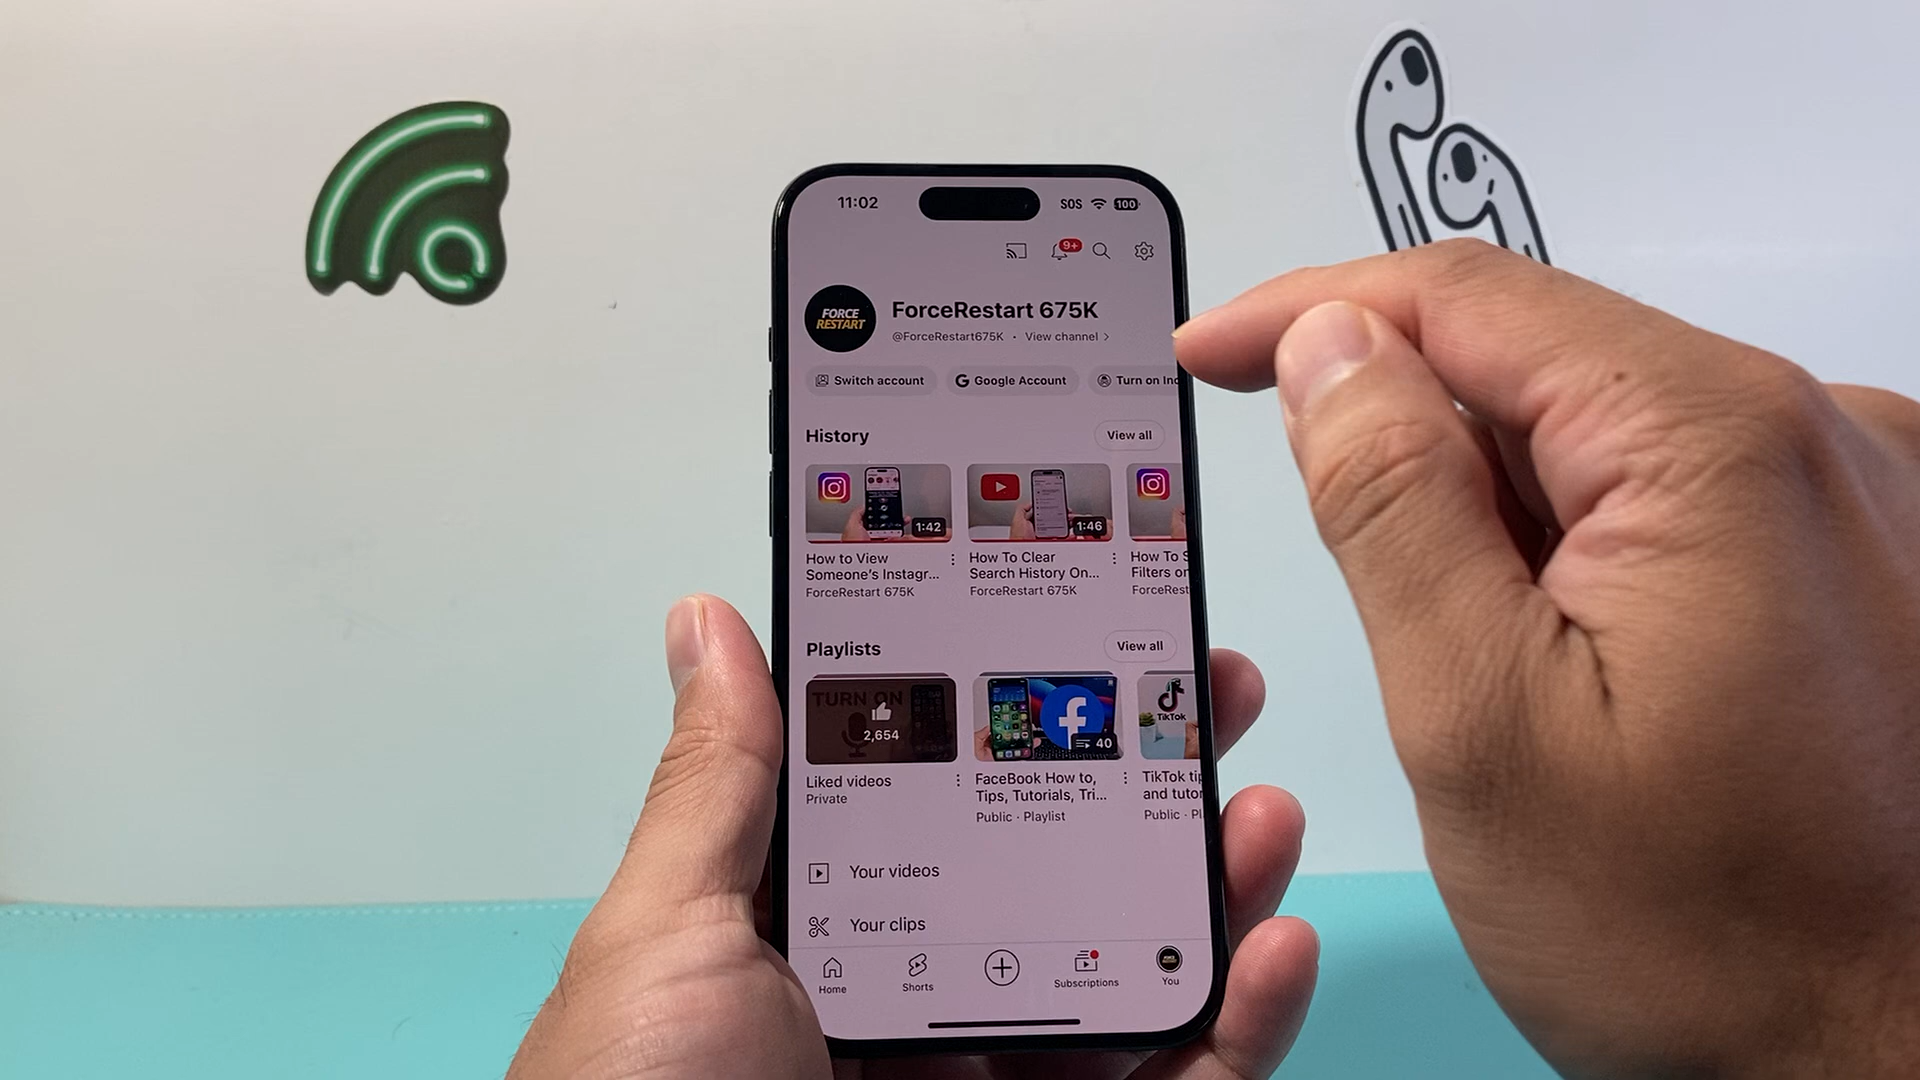 11:02
SOS
100
9+
FORCE
RESTART
ForceRestart 675K
@ForceRestart675K · View channel >
Switch account
Google Account
Turn on Inc
History
View all
1:42
1:46
How to View
Someone's Instagr...
ForceRestart 675K
How To Clear
Search History On...
ForceRestart 675K
How To S
Filters on
ForceRest
Playlists
View all
TURN ON
2,654
40
TikTok
Liked videos
Private
FaceBook How to,
Tips, Tutorials, Tri...
Public · Playlist
TikTok tip
and tutor
Public · Pl
Your videos
Your clips
Home
Shorts
Subscriptions
You